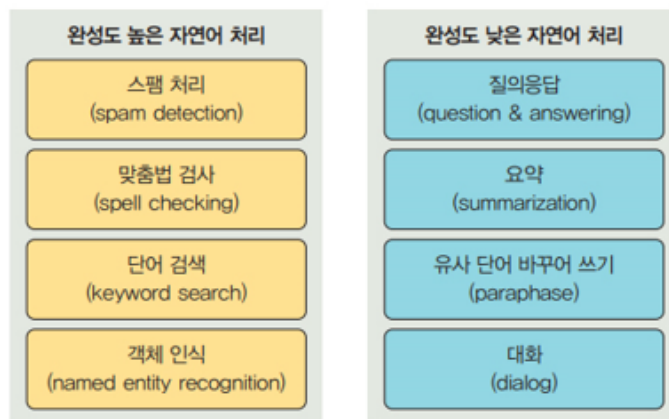 완성도 높은 자연어 처리
스팸 처리
(spam detection)
맞춤법 검사
(spell checking)
단어 검색
(keyword search)
객체 인식
(named entity recognition)
완성도 낮은 자연어 처리
질의응답
(question & answering)
요약
(summarization)
유사 단어 바꾸어 쓰기
(paraphase)
대화
(dialog)